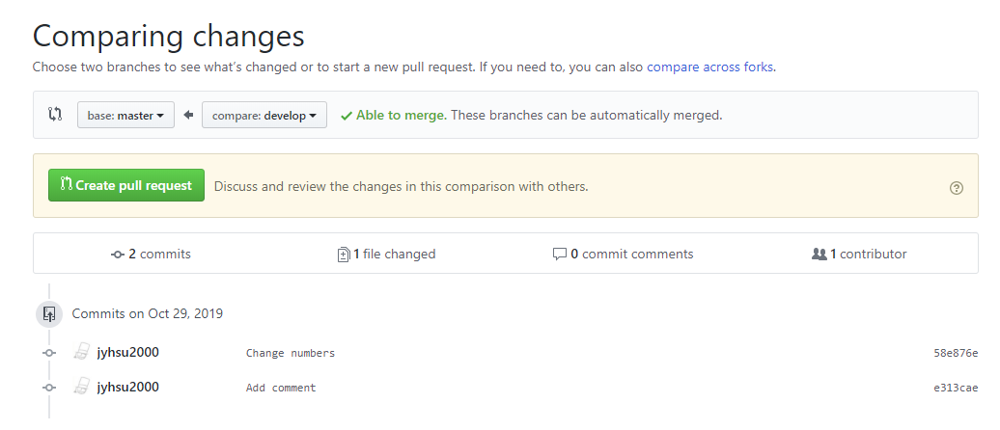 Comparing changes
Choose two branches to see what’s changed or to start a new pull request. If you need to, you can also compare across forks.
base: master compare: develop Able to merge. These branches can be automatically merged.
Create pull request Discuss and review the changes in this comparison with others.
2 commits 1 file changed 0 commit comments 1 contributor
Commits on Oct 29, 2019
jyhsu2000 Change numbers 58e876e
jyhsu2000 Add comment e313cae